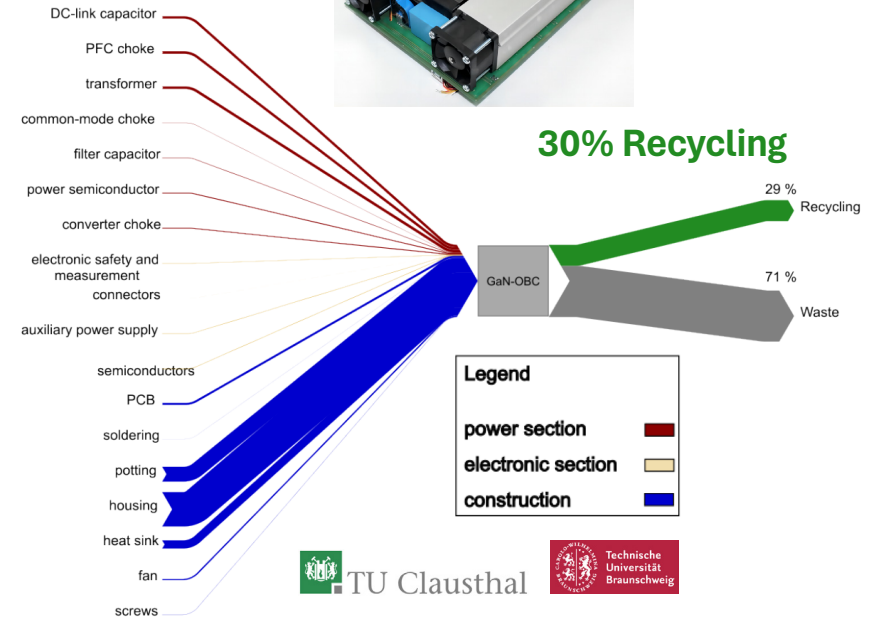 DC-link capacitor
PFC choke
transformer
common-mode choke
filter capacitor
power semiconductor
converter choke
electronic safety and
measurement
connectors
auxiliary power supply
semiconductors
PCB
soldering
potting
housing
heat sink
fan
screws
GaN-OBC
30% Recycling
29 %
Recycling
71 %
Waste
Legend
power section
electronic section
construction
TU Clausthal
Technische
Universität
Braunschweig